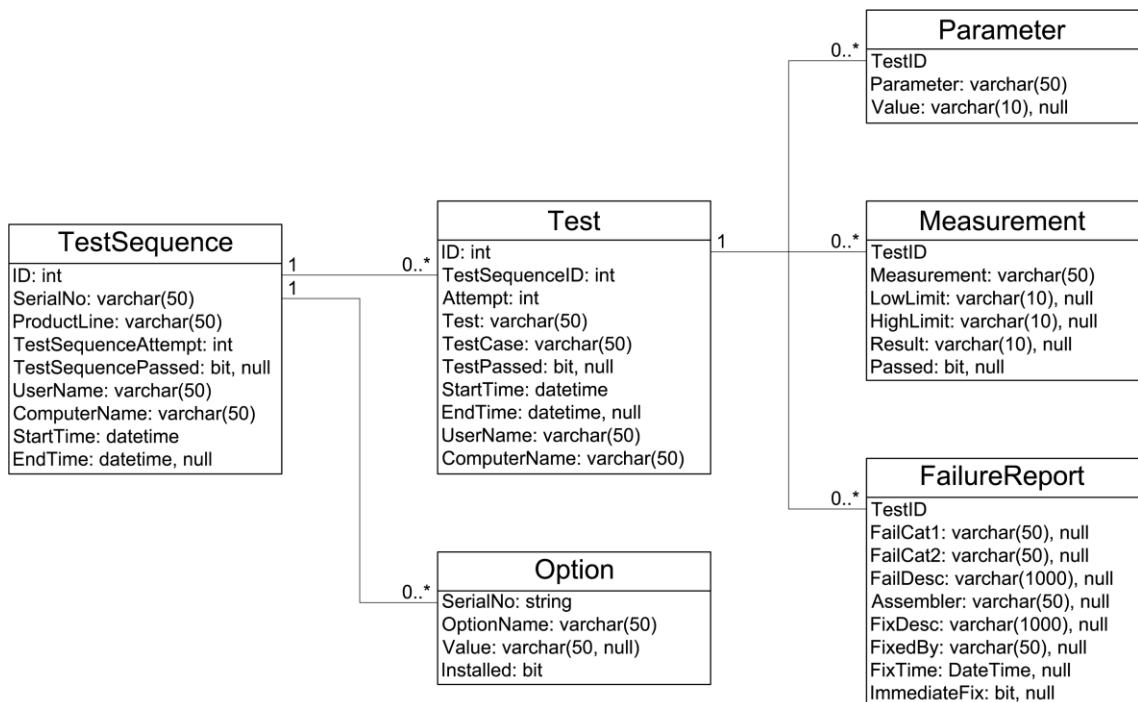 Parameter
TestID
Parameter: varchar(50)
Value: varchar(10), null
0..*
TestSequence
ID: int
SerialNo: varchar(50)
ProductLine: varchar(50)
TestSequenceAttempt: int
TestSequencePassed: bit, null
UserName: varchar(50)
ComputerName: varchar(50)
StartTime: datetime
EndTime: datetime, null
1
0..*
1
Test
ID: int
TestSequenceID: int
Attempt: int
Test: varchar(50)
TestCase: varchar(50)
TestPassed: bit, null
StartTime: datetime
EndTime: datetime, null
UserName: varchar(50)
ComputerName: varchar(50)
1
0..*
Measurement
TestID
Measurement: varchar(50)
LowLimit: varchar(10), null
HighLimit: varchar(10), null
Result: varchar(10), null
Passed: bit, null
0..*
Option
SerialNo: string
OptionName: varchar(50)
Value: varchar(50, null)
Installed: bit
0..*
FailureReport
TestID
FailCat1: varchar(50), null
FailCat2: varchar(50), null
FailDesc: varchar(1000), null
Assembler: varchar(50), null
FixDesc: varchar(1000), null
FixedBy: varchar(50), null
FixTime: DateTime, null
ImmediateFix: bit, null